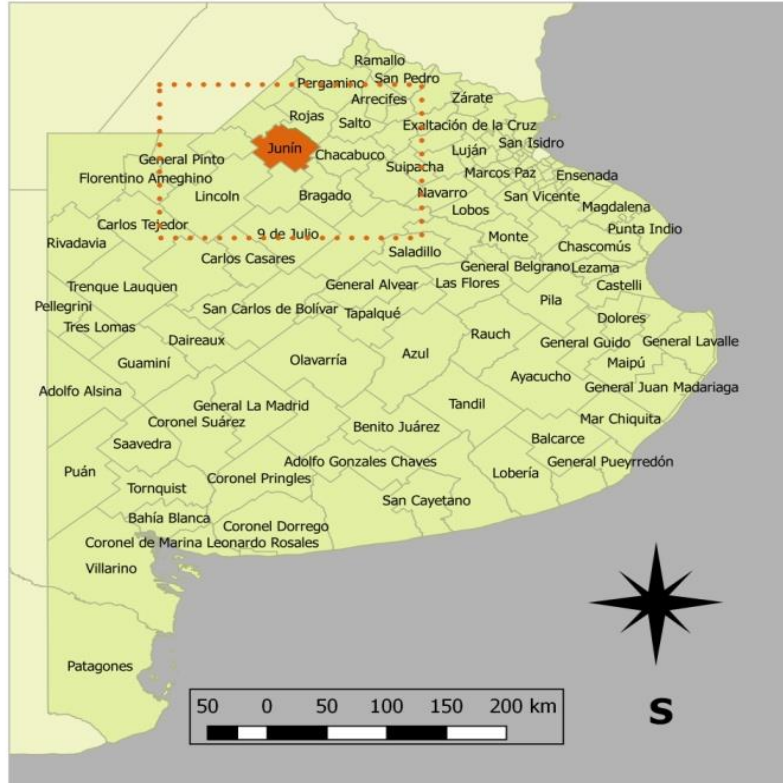 Ramallo
Pergamino
San Pedro
Arrecifes
Zárate
Rojas
Salto
Exaltación de la Cruz
Junín
San Isidro
General Pinto
Chacabuco
Luján
Suipacha
Marcos Paz
Ensenada
Florentino Ameghino
Lincoln
Bragado
Navarro
San Vicente
Lobos
Magdalena
Carlos Tejedor
9 de Julio
Monte
Punta Indio
Rivadavia
Saladillo
Chascomús
Carlos Casares
General Belgrano
Lezama
Trenque Lauquen
General Alvear
Las Flores
Castelli
Pellegrini
San Carlos de Bolívar
Tapalqué
Pila
Dolores
Tres Lomas
Daireaux
Rauch
General Guido
General Lavalle
Guaminí
Olavarría
Azul
Maipú
Adolfo Alsina
Ayacucho
General Juan Madariaga
General La Madrid
Tandil
Coronel Suárez
Benito Juárez
Mar Chiquita
Saavedra
Balcarce
Puán
Adolfo Gonzales Chaves
General Pueyrredón
Coronel Pringles
Lobería
Tornquist
San Cayetano
Bahía Blanca
Coronel Dorrego
Coronel de Marina Leonardo Rosales
Villarino
Patagones
50 0 50 100 150 200 km
S